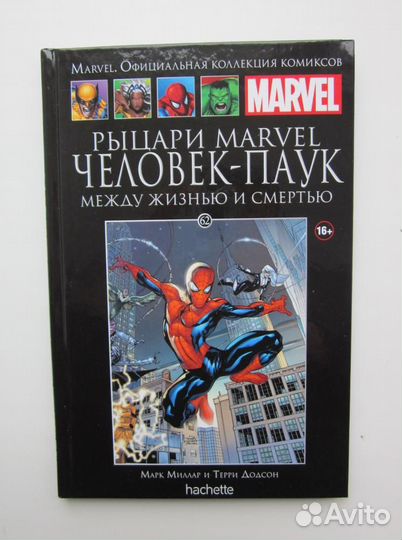 Marvel. Официальная коллекция комиксов
MARVEL
Рыцари Marvel
Человек-Паук
Между жизнью и смертью
62
16+
Марк Миллар и Терри Додсон
hachette
Avito